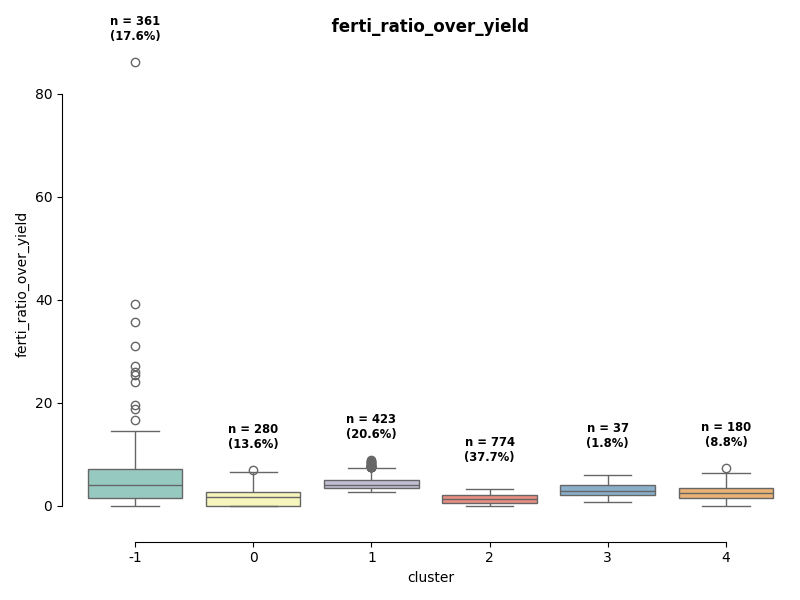 ferti_ratio_over_yield
n = 361
(17.6%)
80
60
40
20
0
ferti_ratio_over_yield
n = 280
(13.6%)
n = 423
(20.6%)
n = 774
(37.7%)
n = 37
(1.8%)
n = 180
(8.8%)
-1
0
1
2
3
4
cluster